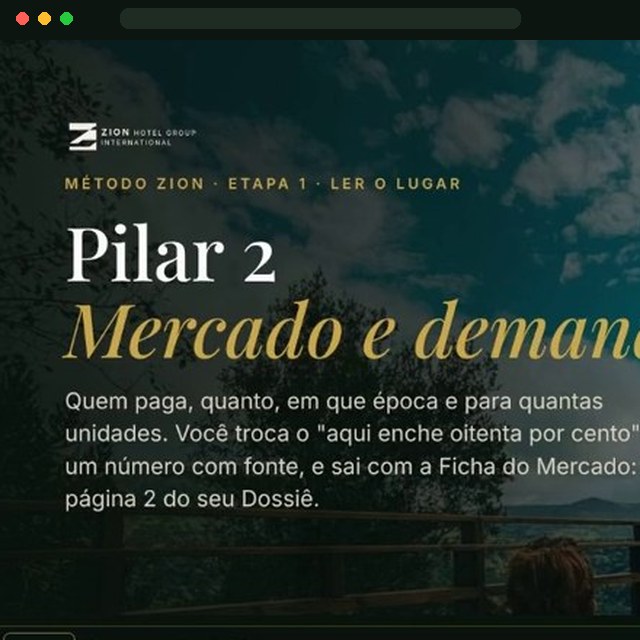 ZION HOTEL GROUP
INTERNATIONAL
MÉTODO ZION · ETAPA 1 · LER O LUGAR
Pilar 2
Mercado e deman
Quem paga, quanto, em que época e para quantas
unidades. Você troca o "aqui enche oitenta por cento"
um número com fonte, e sai com a Ficha do Mercado:
página 2 do seu Dossiê.